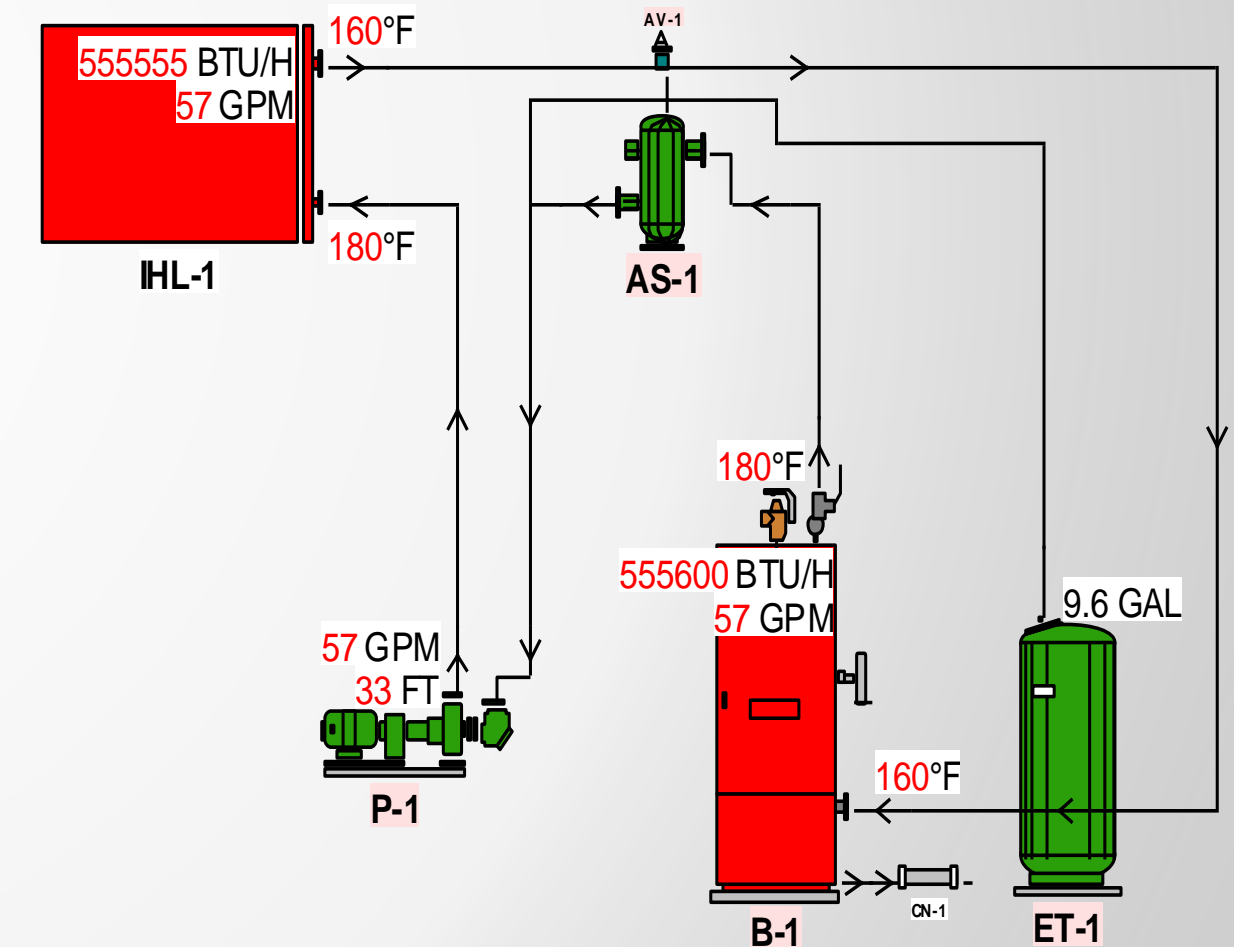 160°F
AV-1
555555 BTU/H
57 GPM
180°F
IHL-1
AS-1
180°F
555600 BTU/H
57 GPM
9.6 GAL
57 GPM
33 FT
160°F
P-1
CN-1
B-1
ET-1